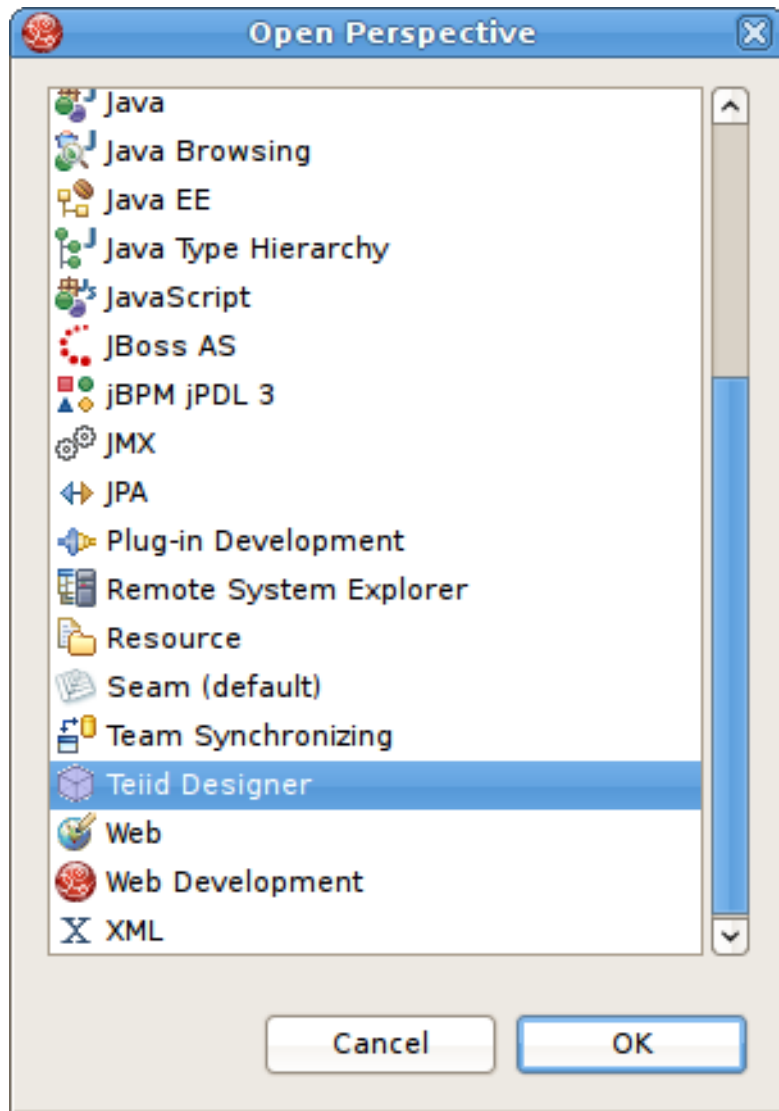 Open Perspective
Java
Java Browsing
Java EE
Java Type Hierarchy
JavaScript
JBoss AS
jBPM jPDL 3
JMX
JPA
Plug-in Development
Remote System Explorer
Resource
Seam (default)
Team Synchronizing
Teiid Designer
Web
Web Development
XML
Cancel OK